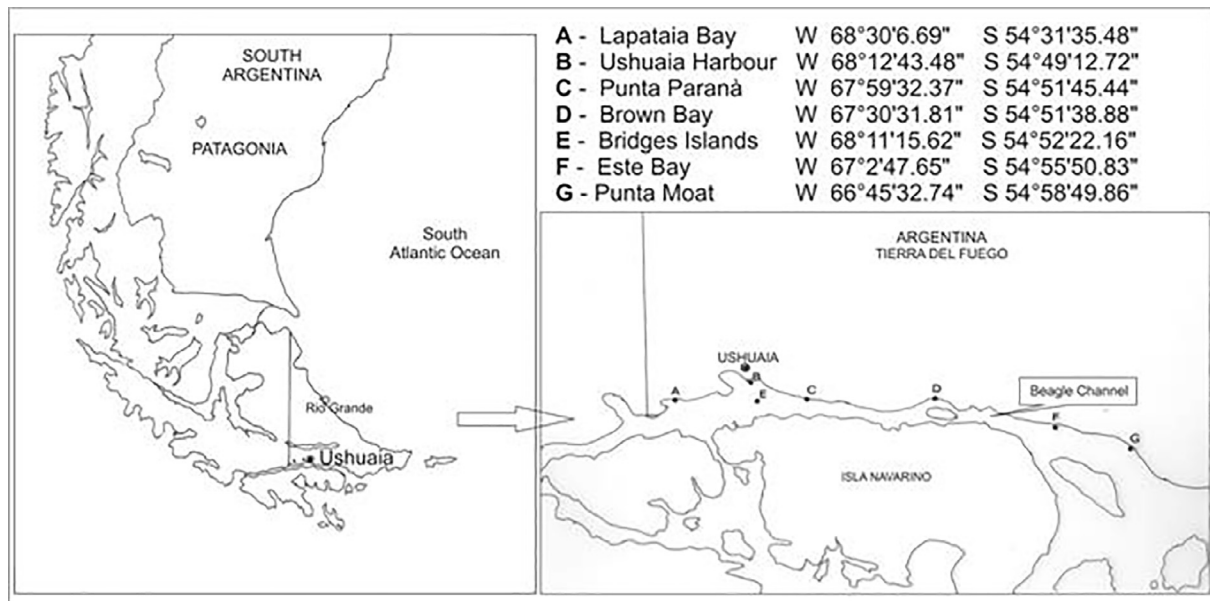 SOUTH
ARGENTINA
PATAGONIA
South
Atlantic Ocean
Rio Grande
Ushuaia
A - Lapataia Bay W 68°30'6.69" S 54°31'35.48"
B - Ushuaia Harbour W 68°12'43.48" S 54°49'12.72"
C - Punta Paranà W 67°59'32.37" S 54°51'45.44"
D - Brown Bay W 67°30'31.81" S 54°51'38.88"
E - Bridges Islands W 68°11'15.62" S 54°52'22.16"
F - Este Bay W 67°2'47.65" S 54°55'50.83"
G - Punta Moat W 66°45'32.74" S 54°58'49.86"
ARGENTINA
TIERRA DEL FUEGO
USHUAIA
B
A
E
C
D
Beagle Channel
F
G
ISLA NAVARINO